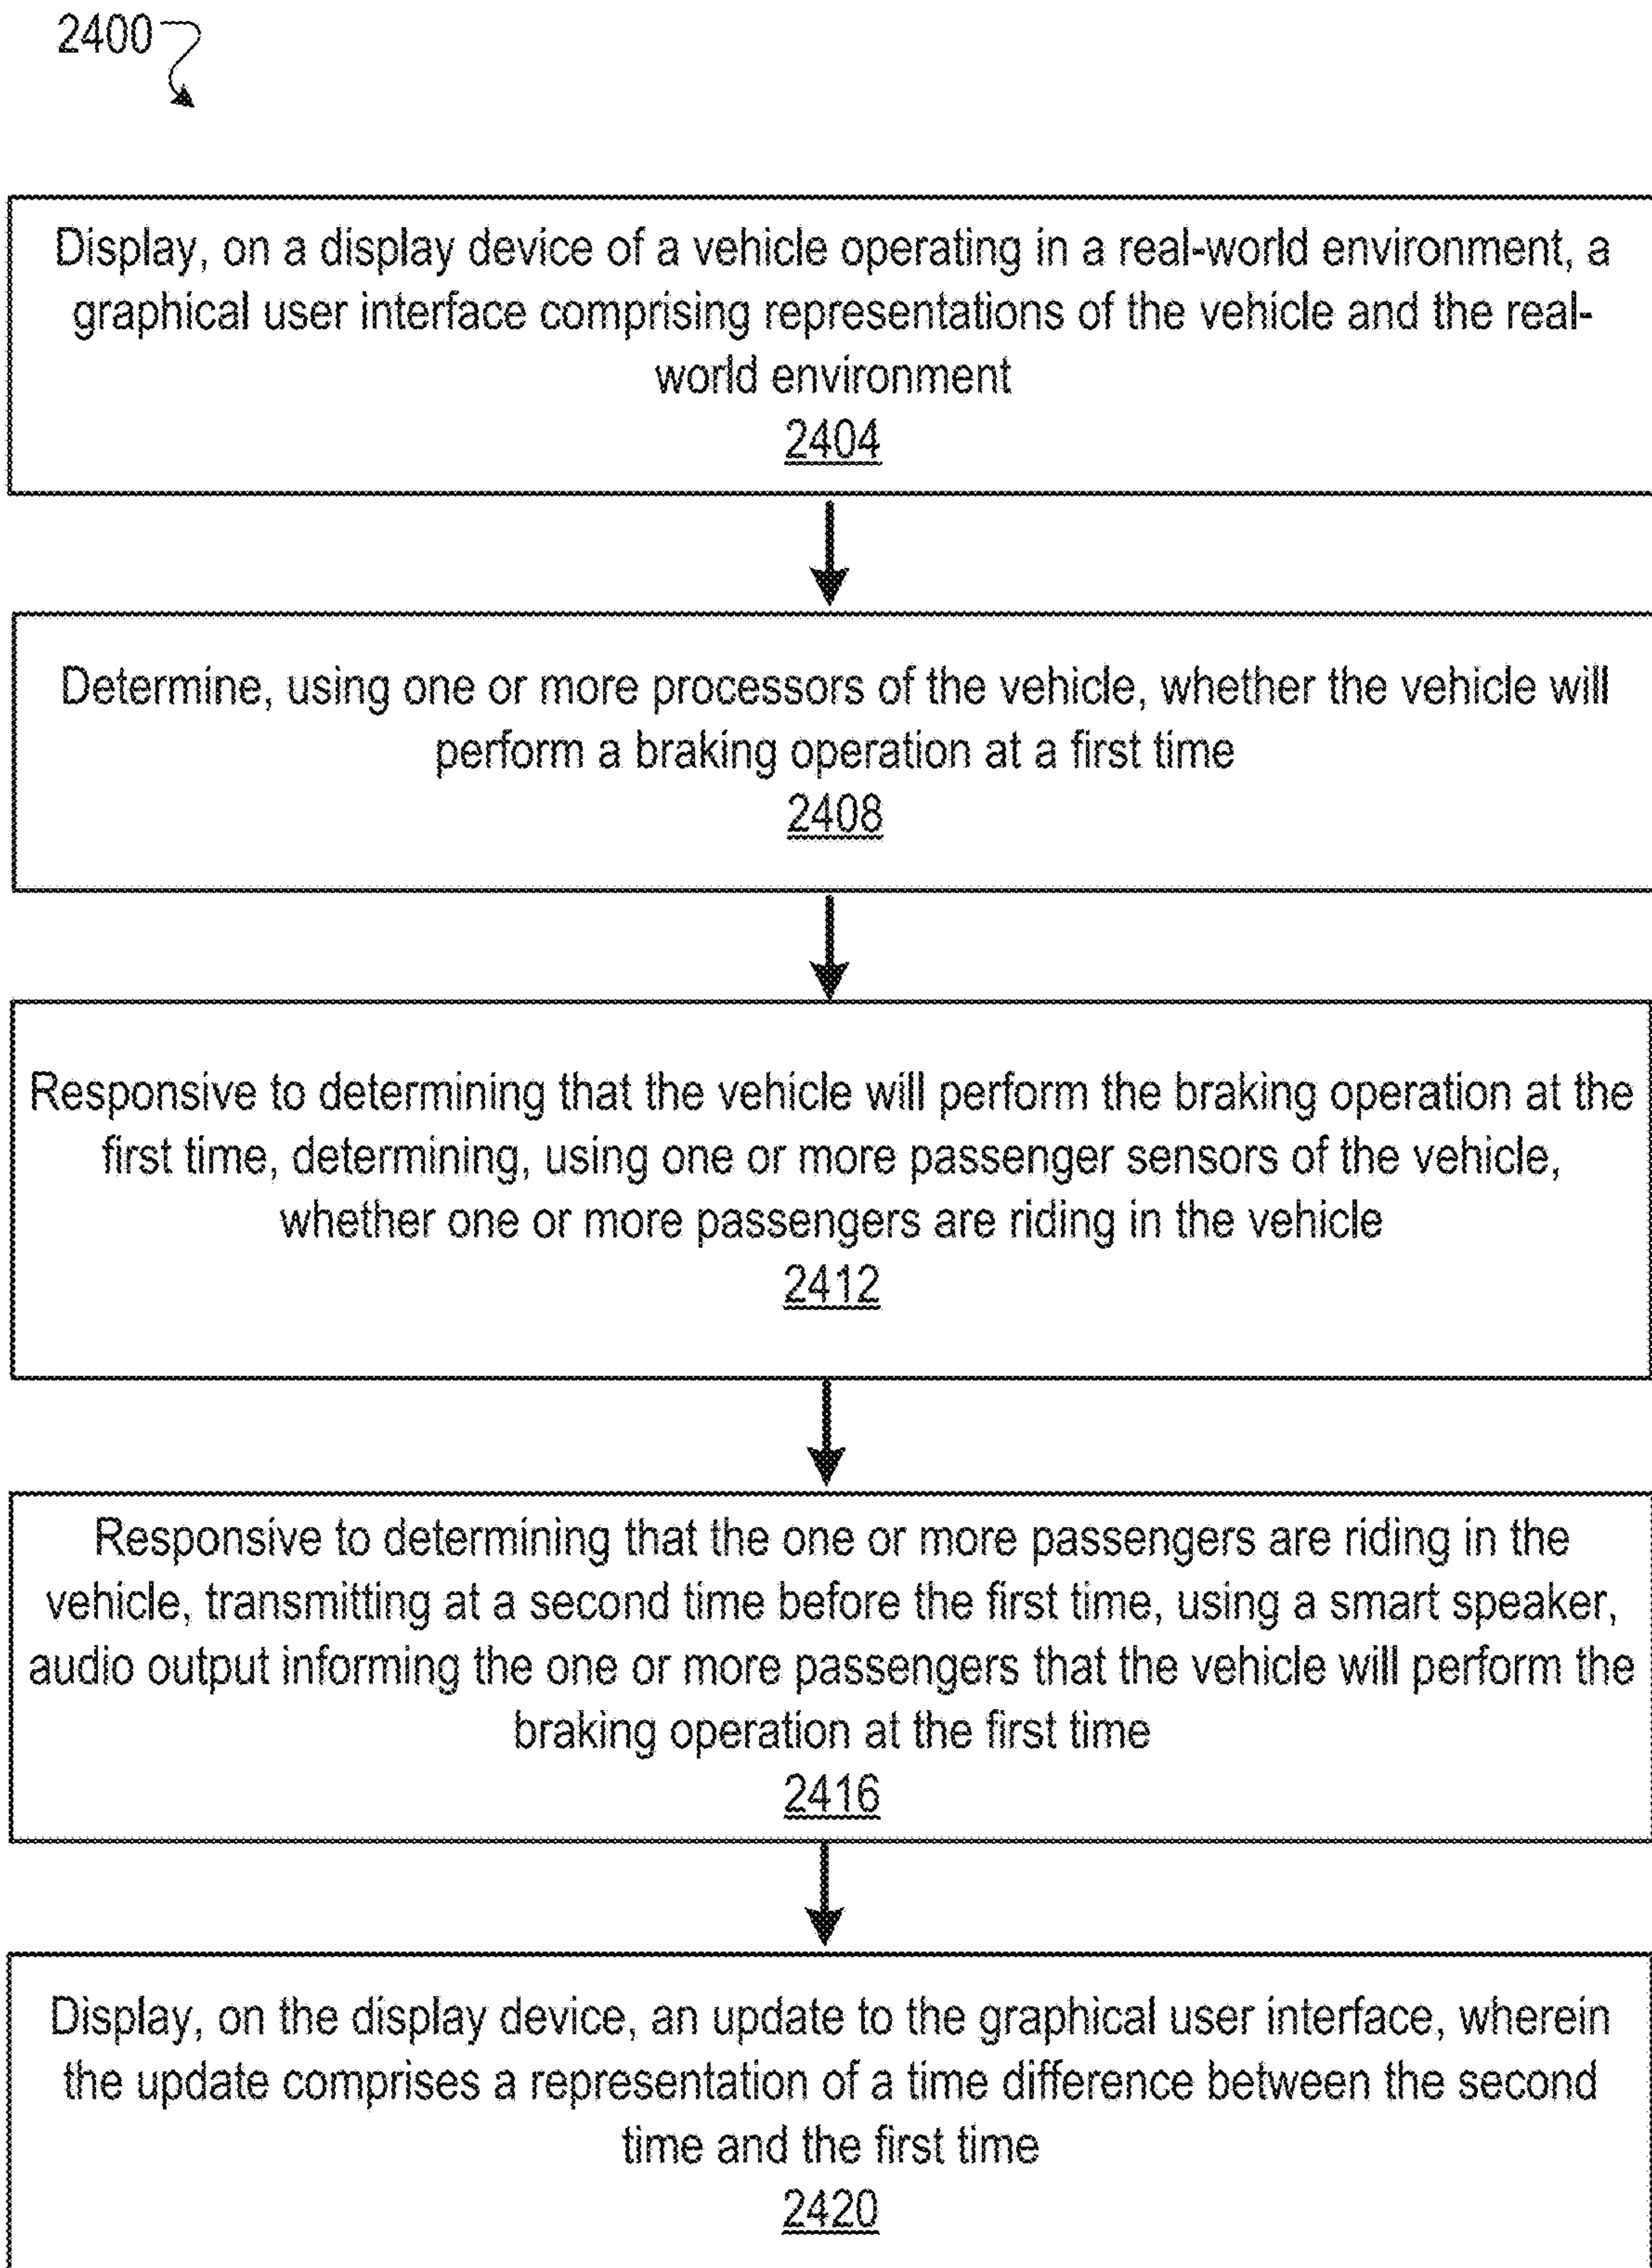 2400
Display, on a display device of a vehicle operating in a real-world environment, a
graphical user interface comprising representations of the vehicle and the real-
world environment
2404
Determine, using one or more processors of the vehicle, whether the vehicle will
perform a braking operation at a first time
2408
Responsive to determining that the vehicle will perform the braking operation at the
first time, determining, using one or more passenger sensors of the vehicle,
whether one or more passengers are riding in the vehicle
2412
Responsive to determining that the one or more passengers are riding in the
vehicle, transmitting at a second time before the first time, using a smart speaker,
audio output informing the one or more passengers that the vehicle will perform the
braking operation at the first time
2416
Display, on the display device, an update to the graphical user interface, wherein
the update comprises a representation of a time difference between the second
time and the first time
2420